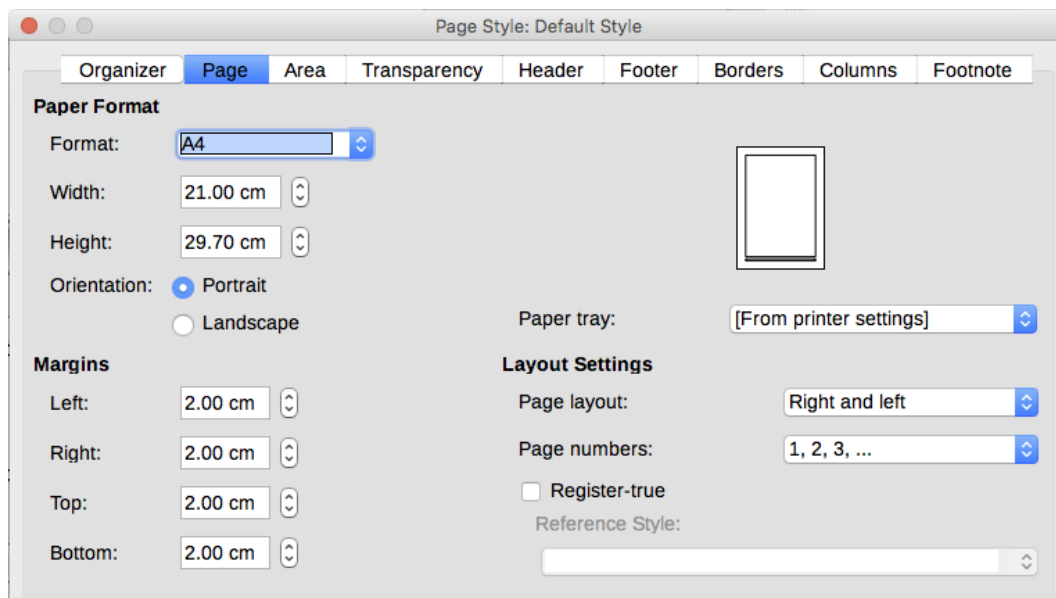 Page Style: Default Style
Organizer Page Area Transparency Header Footer Borders Columns Footnote
Paper Format
Format: A4
Width: 21.00 cm
Height: 29.70 cm
Orientation: Portrait
Landscape
Paper tray: [From printer settings]
Margins
Left: 2.00 cm
Right: 2.00 cm
Top: 2.00 cm
Bottom: 2.00 cm
Layout Settings
Page layout: Right and left
Page numbers: 1, 2, 3, ...
Register-true
Reference Style: